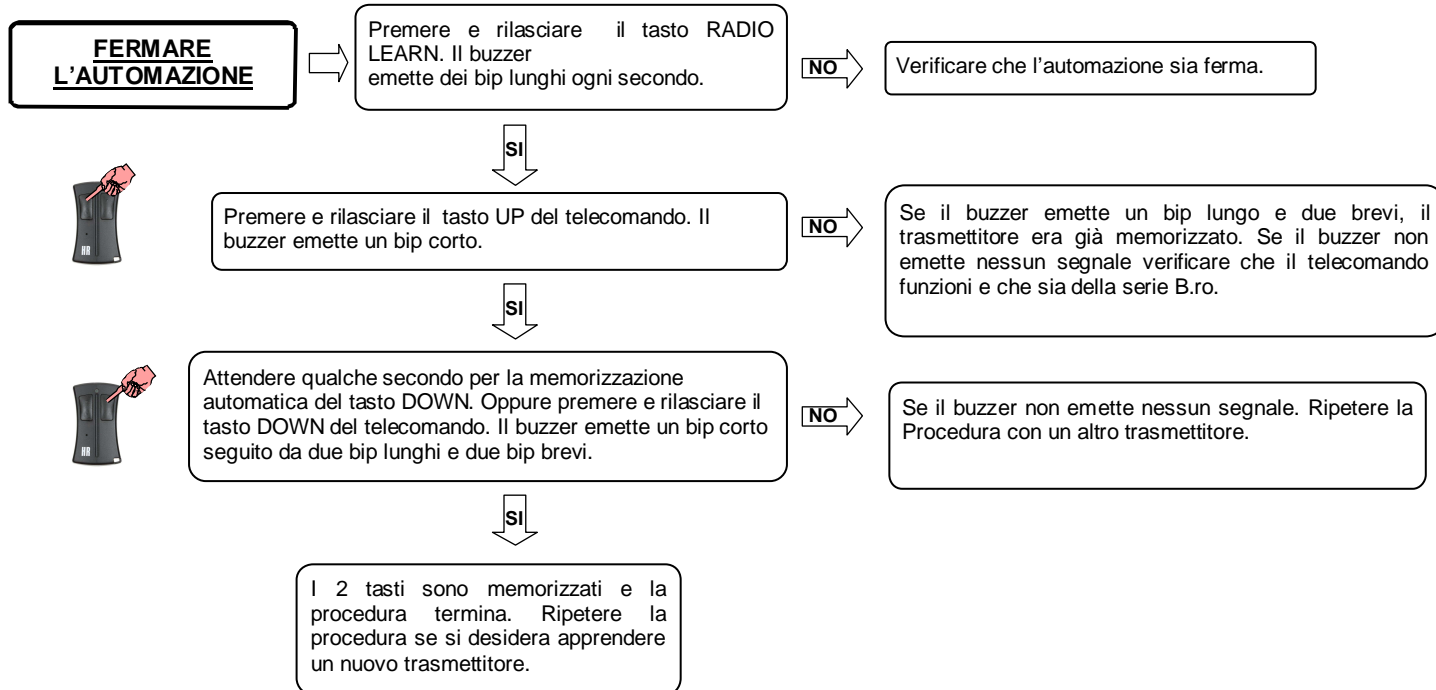 FERMARE
L'AUTOMAZIONE
Premere e rilasciare il tasto RADIO
LEARN. Il buzzer
emette dei bip lunghi ogni secondo.
NO
Verificare che l'automazione sia ferma.
SI
Premere e rilasciare il tasto UP del telecomando. Il
buzzer emette un bip corto.
NO
Se il buzzer emette un bip lungo e due brevi, il
trasmettitore era già memorizzato. Se il buzzer non
emette nessun segnale verificare che il telecomando
funzioni e che sia della serie B.ro.
HR
SI
Attendere qualche secondo per la memorizzazione
automatica del tasto DOWN. Oppure premere e rilasciare il
tasto DOWN del telecomando. Il buzzer emette un bip corto
seguito da due bip lunghi e due bip brevi.
NO
Se il buzzer non emette nessun segnale. Ripetere la
Procedura con un altro trasmettitore.
HR
SI
I 2 tasti sono memorizzati e la
procedura termina. Ripetere la
procedura se si desidera apprendere
un nuovo trasmettitore.